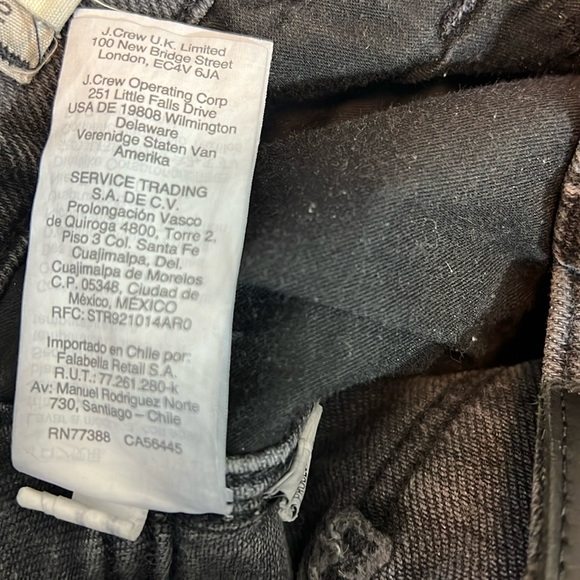 J.Crew U.K. Limited
100 New Bridge Street
London, EC4V 6JA
J.Crew Operating Corp
251 Little Falls Drive
USA DE 19808 Wilmington
Delaware
Verenidge Staten Van
Amerika
SERVICE TRADING
S.A. DE C.V.
Prolongación Vasco
de Quiroga 4800, Torre 2,
Piso 3 Col. Santa Fe
Cuajimalpa, Del.
Cuajimalpa de Morelos
C.P. 05348, Ciudad de
México, MÉXICO
RFC: STR921014AR0
Importado en Chile por:
Falabella Retail S.A.
R.U.T.: 77.261.280-k
Av: Manuel Rodriguez Norte
730, Santiago – Chile
RN77388 CA56445